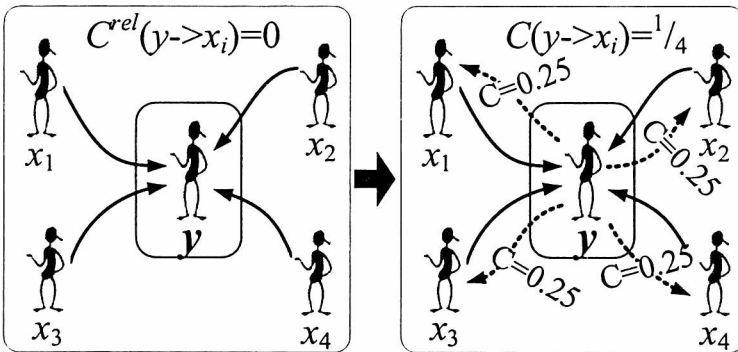 C^rel(y->x_i)=0
x_1
x_2
y
x_3
x_4
C(y->x_i)=1/4
C=0.25
x_1
x_2
C=0.25
y
C=0.25
C=0.25
x_3
x_4